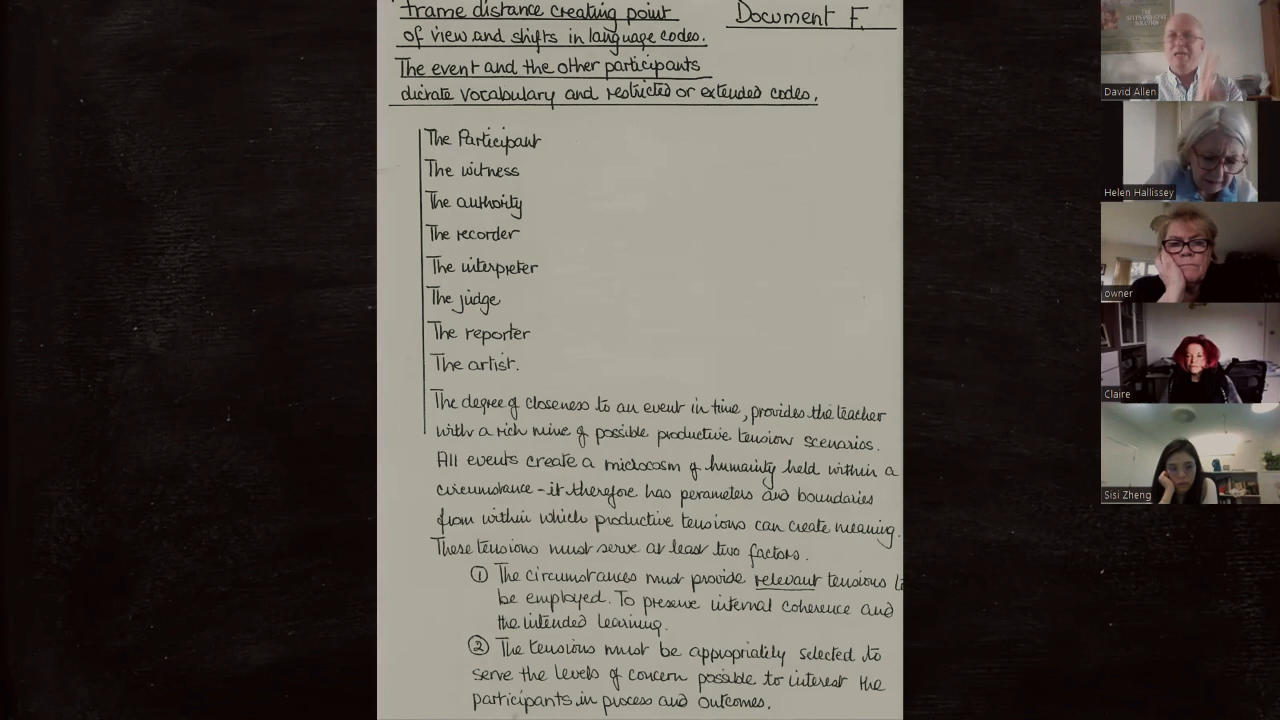 frame distance creating point
Document F.
of view and shifts in language codes.
The event and the other participants
dictate vocabulary and restricted or extended codes.
The Participant
The witness
The authority
The recorder
The interpreter
The judge
The reporter
The artist.
The degree of closeness to an event in time, provides the teacher
with a rich mine of possible productive tension scenarios.
All events create a microcosm of humanity held within a
circumstance - it therefore has perameters and boundaries
from within which productive tensions can create meaning.
These tensions must serve at least two factors.
① The circumstances must provide relevant tensions
be employed. To preserve internal coherence and
the intended learning.
② The tensions must be appropriately selected to
serve the levels of concern possible to interest the
participants in process and outcomes.
THE
SOLUTION
David Allen
Helen Hallissey
owner
Claire
Sisi Zheng